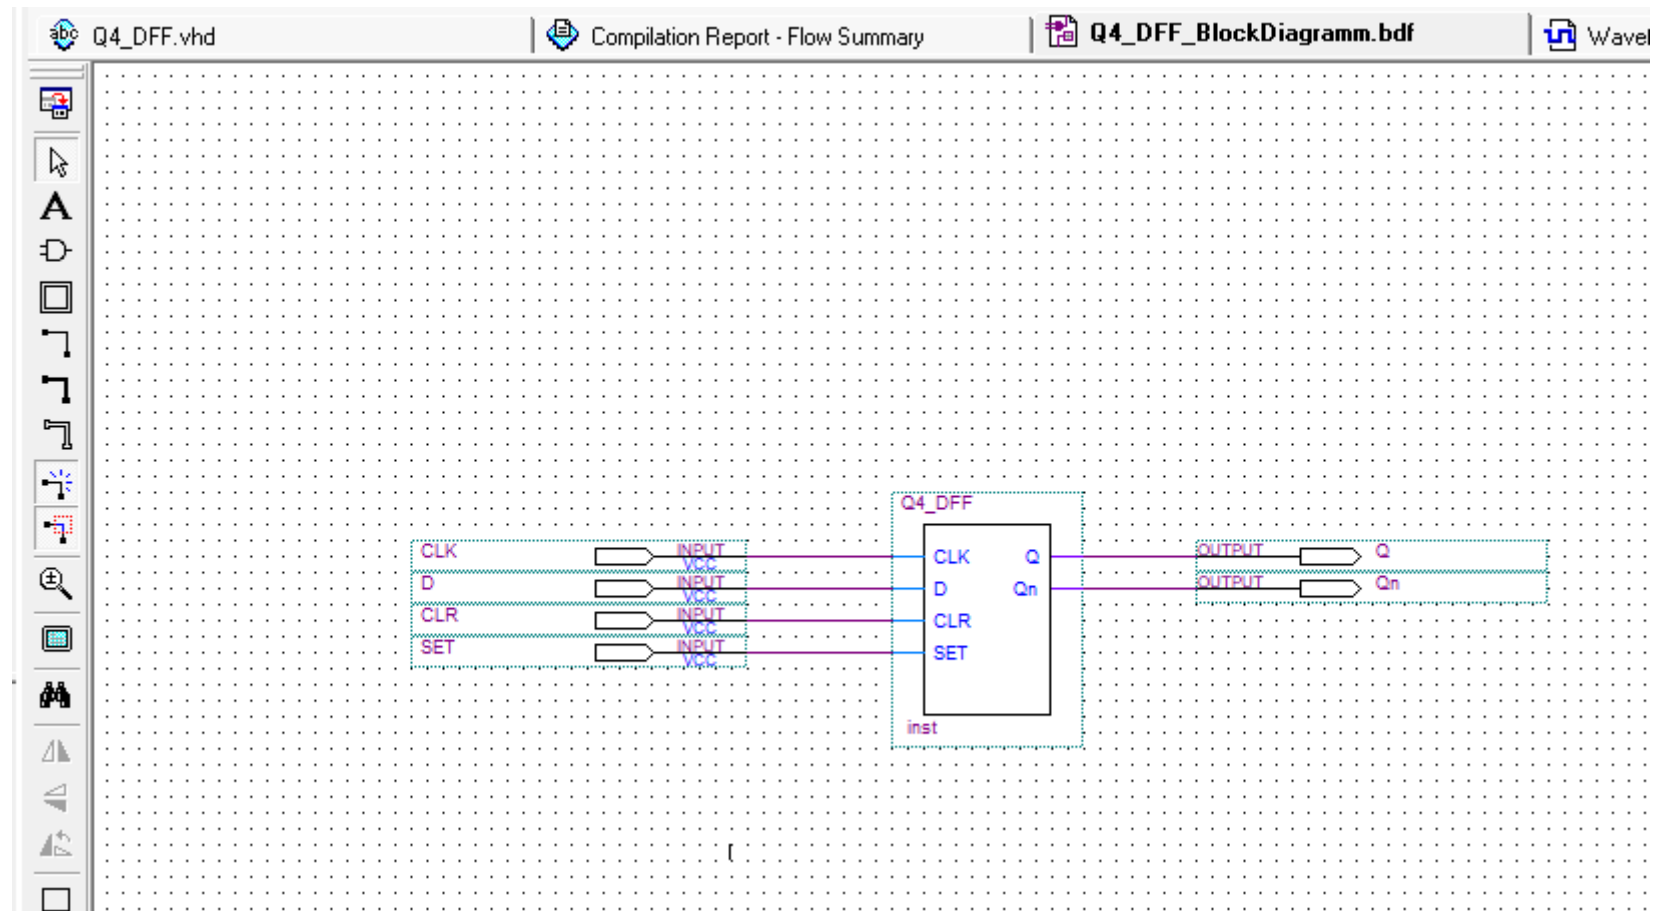 abc Q4_DFF.vhd
Compilation Report - Flow Summary
Q4_DFF_BlockDiagramm.bdf
A
Q4_DFF
CLK INPUT VCC
D INPUT VCC
CLR INPUT VCC
SET INPUT VCC
CLK Q
D Qn
CLR
SET
inst
OUTPUT Q
OUTPUT Qn